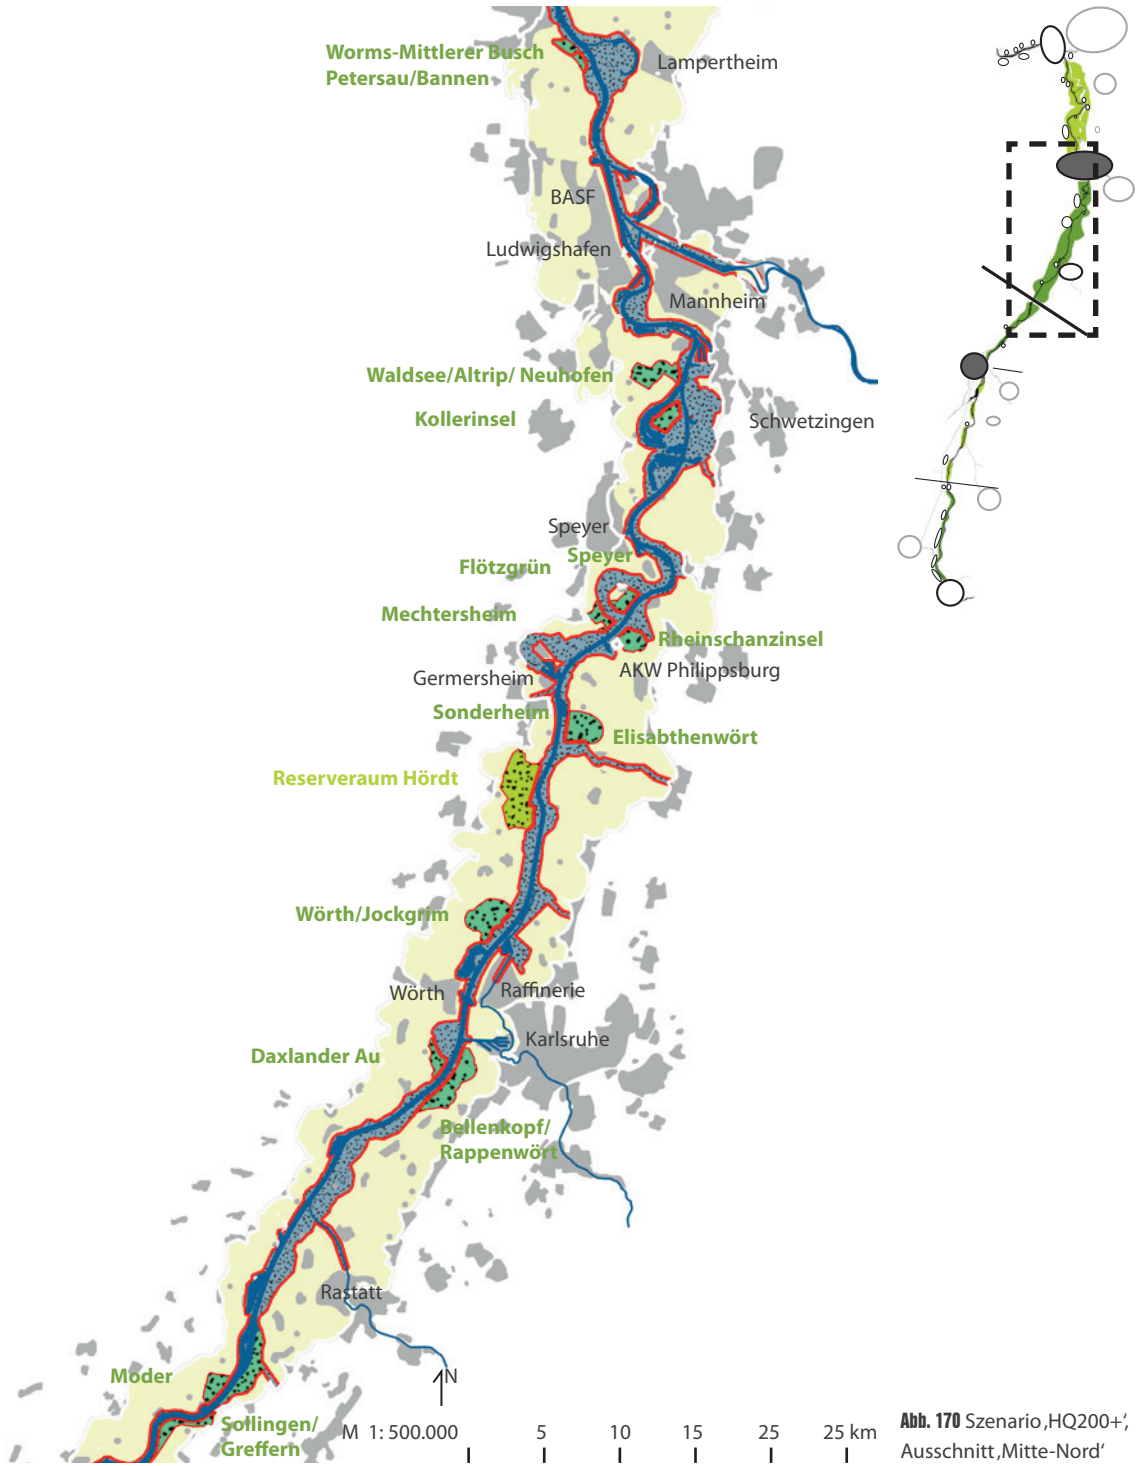 Worms-Mittlerer Busch
Petersau/Bannen
Lampertheim
BASF
Ludwigshafen
Mannheim
Waldsee/Altrip/ Neuhofen
Kollerinsel
Schwetzingen
Speyer
Speyer
Flötzgrün
Mechtersheim
Rheinschanzinsel
AKW Philippsburg
Germersheim
Sonderheim
Elisabthenwört
Reserveraum Hördt
Wörth/Jockgrim
Wörth
Raffinerie
Karlsruhe
Daxlander Au
Bellenkopf/
Rappenwört
Rastatt
Moder
N
Sollingen/
Greffern
M 1: 500.000 5 10 15 25 25 km
Abb. 170 Szenario ‚HQ200+‘,
Ausschnitt ‚Mitte-Nord‘